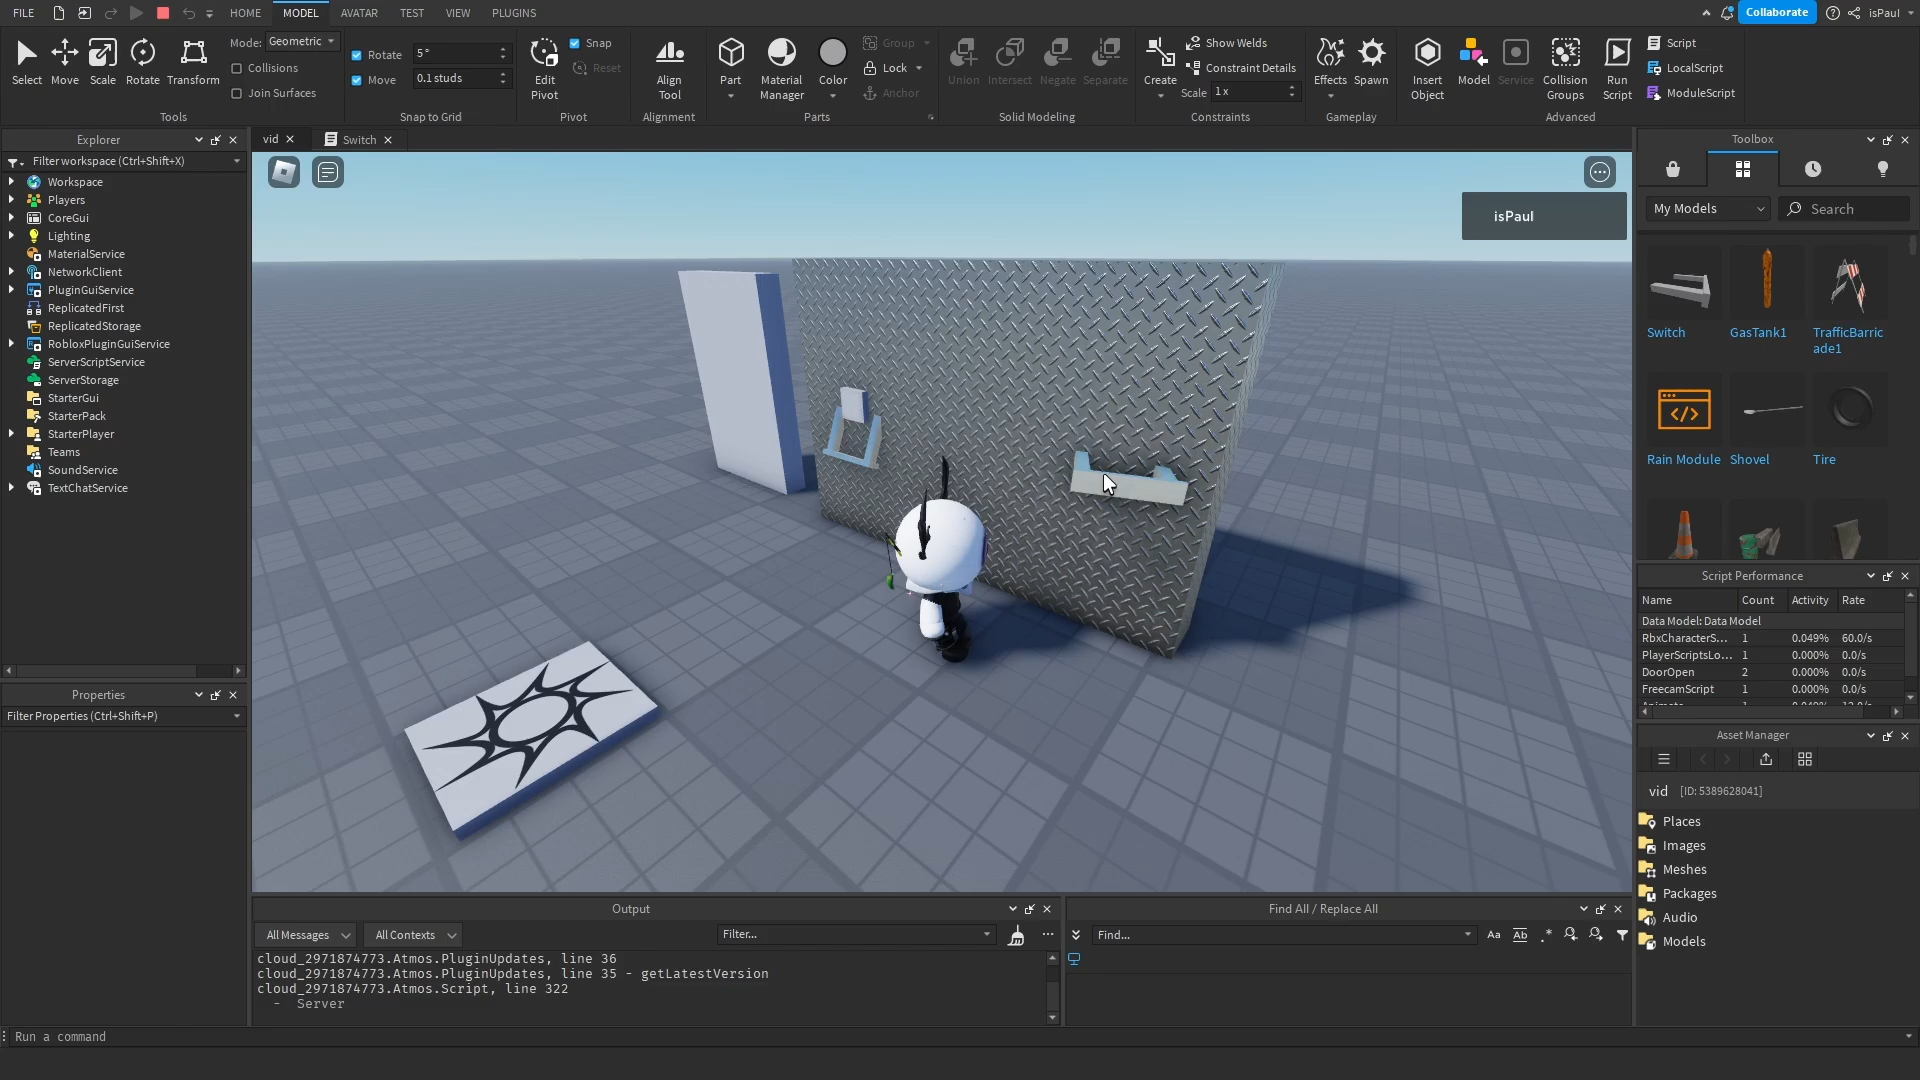 FILE
HOME
MODEL
AVATAR
TEST
VIEW
PLUGINS
Collaborate
isPaul
Select
Move
Scale
Rotate
Transform
Mode:
Geometric
Collisions
Join Surfaces
Tools
Rotate
5°
Move
0.1 studs
Snap to Grid
Edit
Pivot
Snap
Reset
Pivot
Align
Tool
Alignment
Part
Material
Manager
Color
Group
Lock
Anchor
Parts
Union
Intersect
Negate
Separate
Solid Modeling
Create
Show Welds
Constraint Details
Scale
1 x
Constraints
Effects
Spawn
Gameplay
Insert
Object
Model
Service
Collision
Groups
Run
Script
Script
LocalScript
ModuleScript
Advanced
Explorer
Filter workspace (Ctrl+Shift+X)
Workspace
Players
CoreGui
Lighting
MaterialService
NetworkClient
PluginGuiService
ReplicatedFirst
ReplicatedStorage
RobloxPluginGuiService
ServerScriptService
ServerStorage
StarterGui
StarterPack
StarterPlayer
Teams
SoundService
TextChatService
Properties
Filter Properties (Ctrl+Shift+P)
vid
Switch
isPaul
Toolbox
My Models
Search
Switch
GasTank1
TrafficBarric
ade1
Rain Module
Shovel
Tire
Script Performance
Name
Count
Activity
Rate
Data Model: Data Model
RbxCharacterS... 1 0.049% 60.0/s
PlayerScriptsLo... 1 0.000% 0.0/s
DoorOpen 2 0.000% 0.0/s
FreecamScript 1 0.000% 0.0/s
Asset Manager
vid [ID: 5389628041]
Places
Images
Meshes
Packages
Audio
Models
Output
All Messages
All Contexts
Filter...
cloud_2971874773.Atmos.PluginUpdates, line 36
cloud_2971874773.Atmos.PluginUpdates, line 35 - getLatestVersion
cloud_2971874773.Atmos.Script, line 322
- Server
Find All / Replace All
Find...
Aa
Ab
.*
Run a command